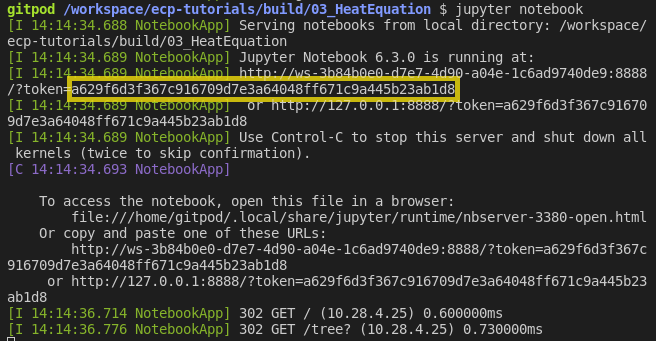 gitpod /workspace/ecp-tutorials/build/03_HeatEquation $ jupyter notebook
[I 14:14:34.688 NotebookApp] Serving notebooks from local directory: /workspace/
ecp-tutorials/build/03_HeatEquation
[I 14:14:34.689 NotebookApp] Jupyter Notebook 6.3.0 is running at:
[I 14:14:34.689 NotebookApp] http://ws-3b84b0e0-d7e7-4d90-a04e-1c6ad9740de9:8888
/?token=a629f6d3f367c916709d7e3a64048ff671c9a445b23ab1d8
[I 14:14:34.689 NotebookApp]  or http://127.0.0.1:8888/?token=a629f6d3f367c91670
9d7e3a64048ff671c9a445b23ab1d8
[I 14:14:34.689 NotebookApp] Use Control-C to stop this server and shut down all
 kernels (twice to skip confirmation).
[C 14:14:34.693 NotebookApp]
    To access the notebook, open this file in a browser:
        file:///home/gitpod/.local/share/jupyter/runtime/nbserver-3380-open.html
    Or copy and paste one of these URLs:
        http://ws-3b84b0e0-d7e7-4d90-a04e-1c6ad9740de9:8888/?token=a629f6d3f367c
916709d7e3a64048ff671c9a445b23ab1d8
     or http://127.0.0.1:8888/?token=a629f6d3f367c916709d7e3a64048ff671c9a445b23
ab1d8
[I 14:14:36.714 NotebookApp] 302 GET / (10.28.4.25) 0.600000ms
[I 14:14:36.776 NotebookApp] 302 GET /tree? (10.28.4.25) 0.730000ms